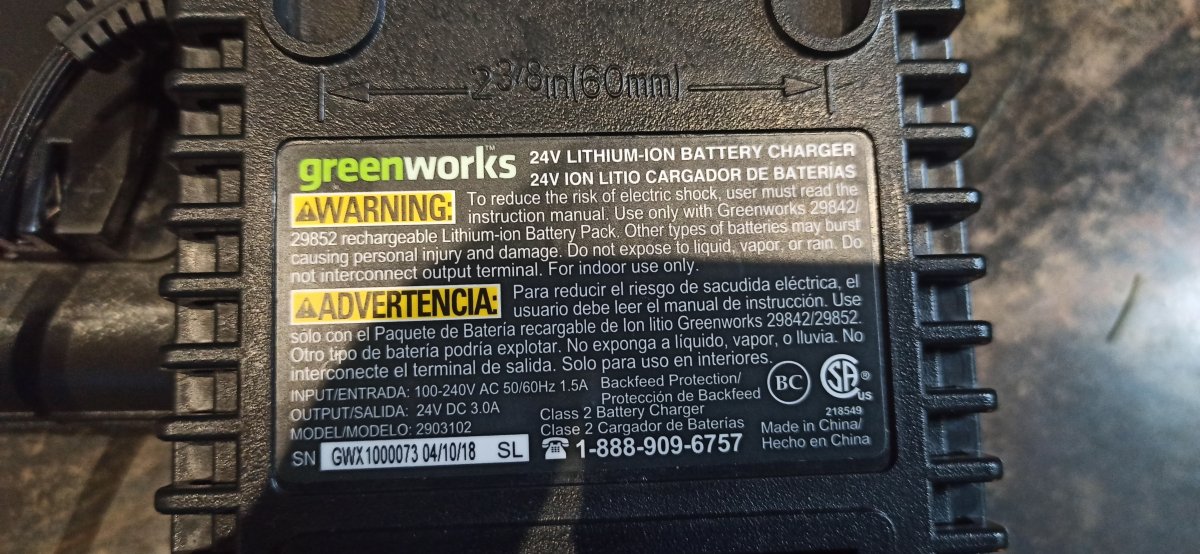 2 3/8in(60mm)
greenworks™ 24V LITHIUM-ION BATTERY CHARGER
24V ION LITIO CARGADOR DE BATERÍAS
WARNING: To reduce the risk of electric shock, user must read the
instruction manual. Use only with Greenworks 29842/
29852 rechargeable Lithium-ion Battery Pack. Other types of batteries may burst
causing personal injury and damage. Do not expose to liquid, vapor, or rain. Do
not interconnect output terminal. For indoor use only.
ADVERTENCIA: Para reducir el riesgo de sacudida eléctrica, el
usuario debe leer el manual de instrucción. Use
sólo con el Paquete de Batería recargable de Ion litio Greenworks 29842/29852.
Otro tipo de batería podría explotar. No exponga a líquido, vapor, o lluvia. No
interconecte el terminal de salida. Solo para uso en interiores.
INPUT/ENTRADA: 100-240V AC 50/60Hz 1.5A
OUTPUT/SALIDA: 24V DC 3.0A
MODEL/MODELO: 2903102
SN GWX1000073 04/10/18 SL
Backfeed Protection/
Protección de Backfeed
Class 2 Battery Charger
Clase 2 Cargador de Baterias
1-888-909-6757
BC
SA® US
218549
Made in China/
Hecho en China